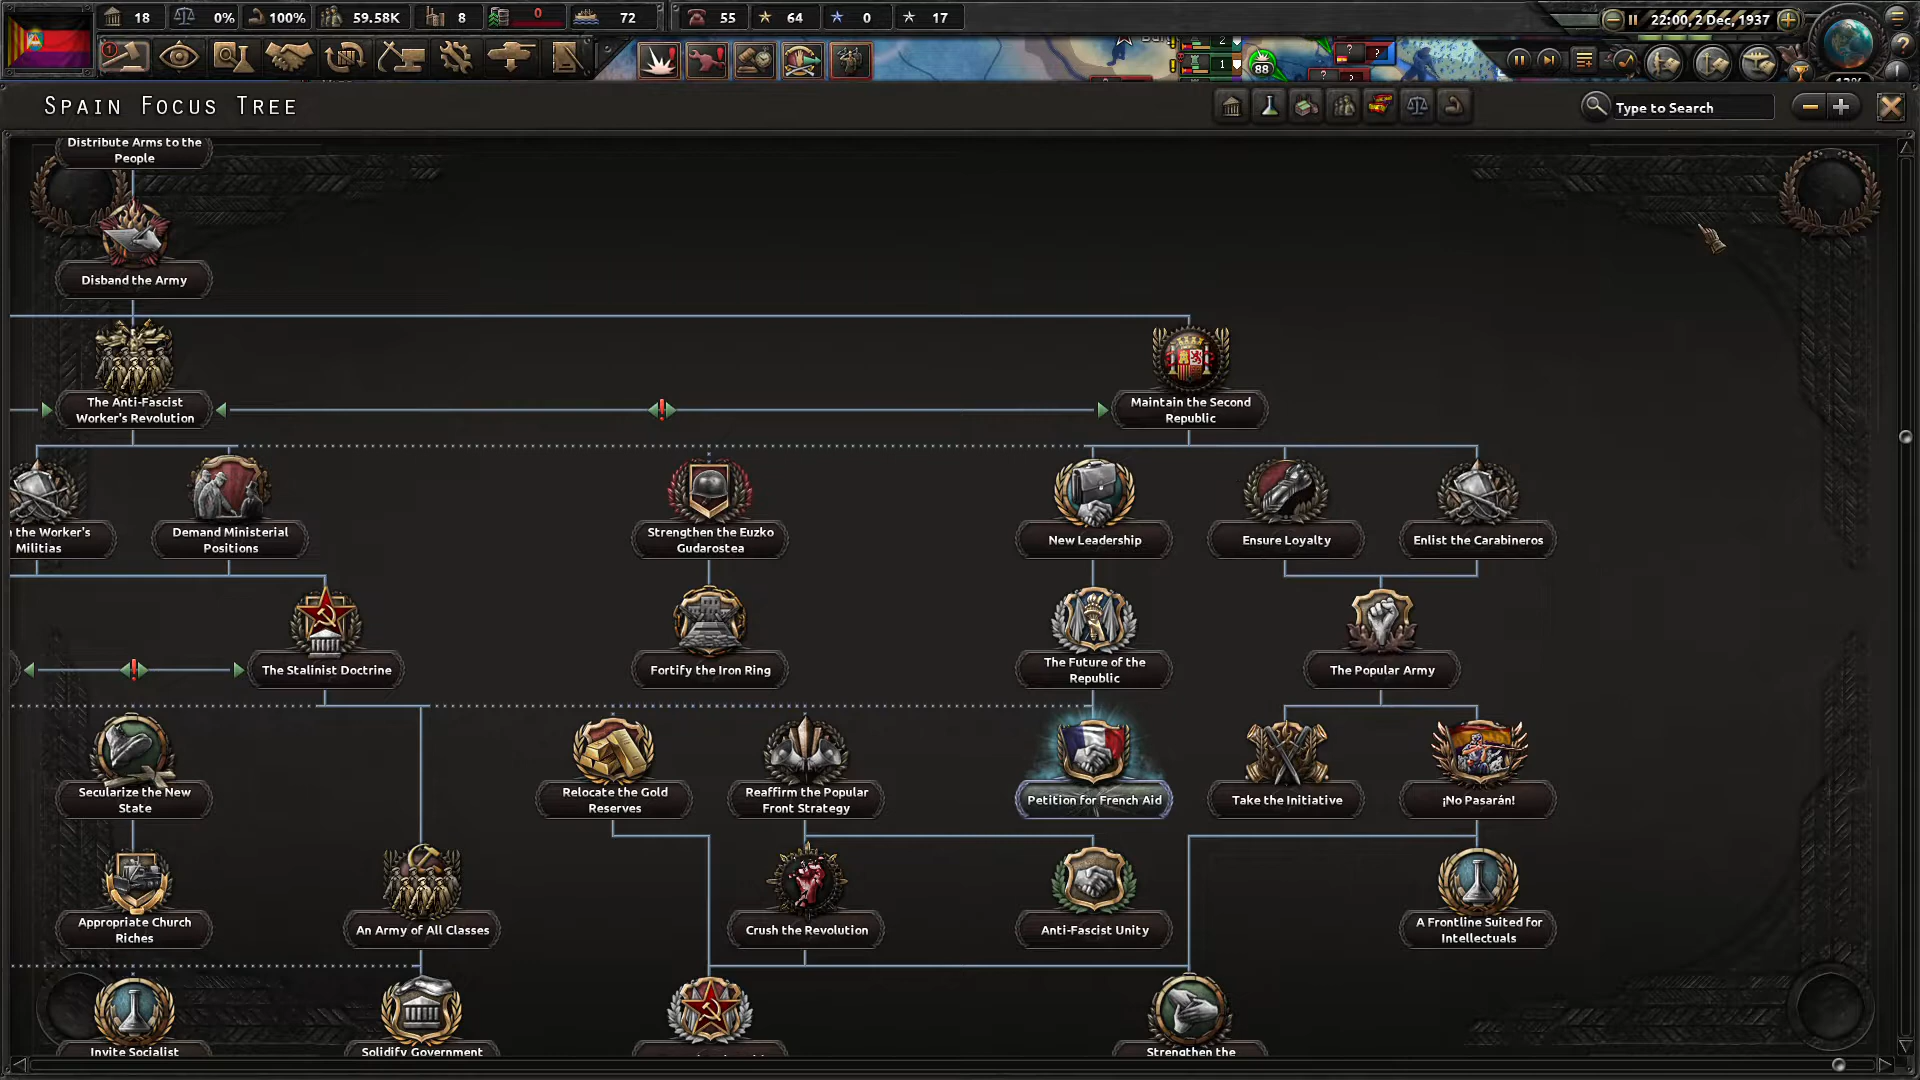 18
0%
100%
59.58K
8
0
72
55
64
0
17
22:00, 2 Dec, 1937
1
2
1
88
?
?
?
?
?
Spain Focus Tree
Type to Search
Distribute Arms to the
People
Disband the Army
The Anti-Fascist
Worker's Revolution
Maintain the Second
Republic
the Worker's
Militias
Demand Ministerial
Positions
Strengthen the Euzko
Gudarostea
New Leadership
Ensure Loyalty
Enlist the Carabineros
The Stalinist Doctrine
Fortify the Iron Ring
The Future of the
Republic
The Popular Army
Secularize the New
State
Relocate the Gold
Reserves
Reaffirm the Popular
Front Strategy
Petition for French Aid
Take the Initiative
¡No Pasarán!
Appropriate Church
Riches
An Army of All Classes
Crush the Revolution
Anti-Fascist Unity
A Frontline Suited for
Intellectuals
Invite Socialist
Solidify Government
Strengthen the